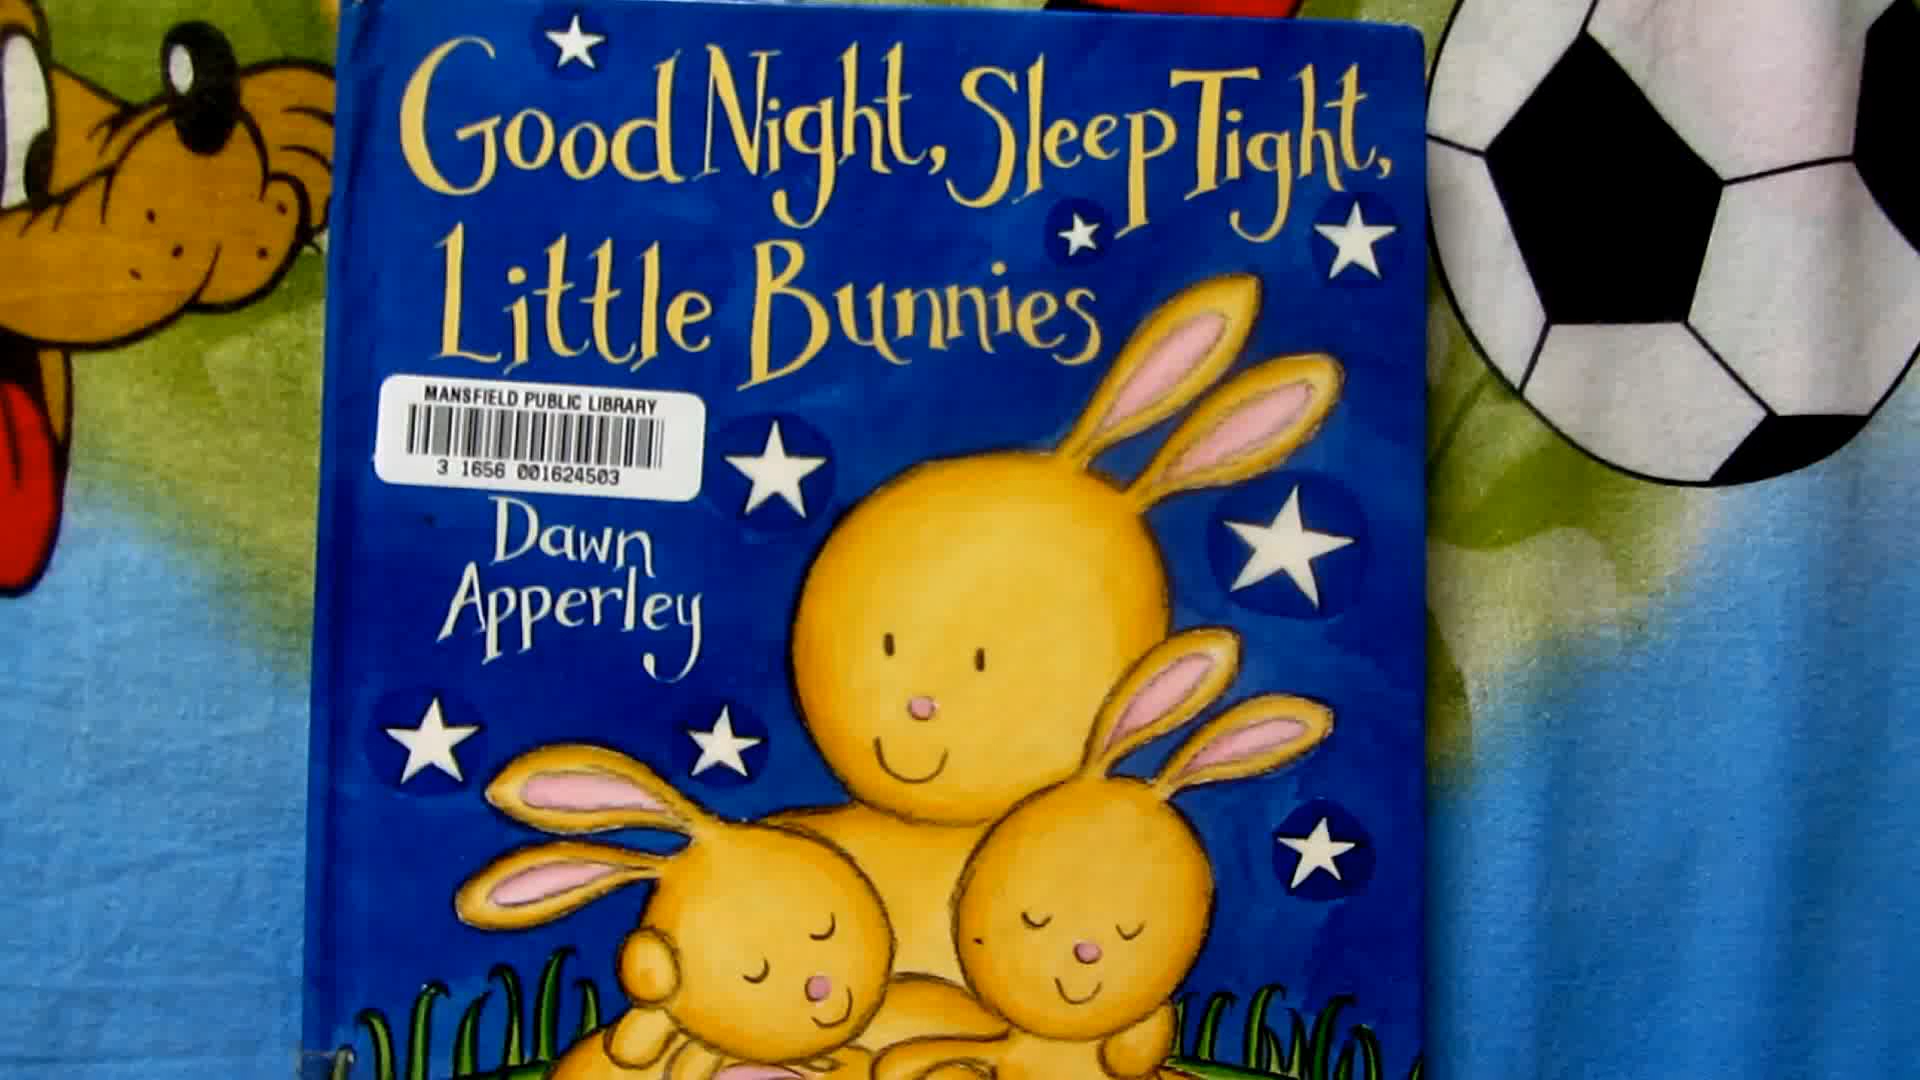 Good Night, Sleep Tight,
Little Bunnies
MANSFIELD PUBLIC LIBRARY
3 1656 001624503
Dawn
Apperley